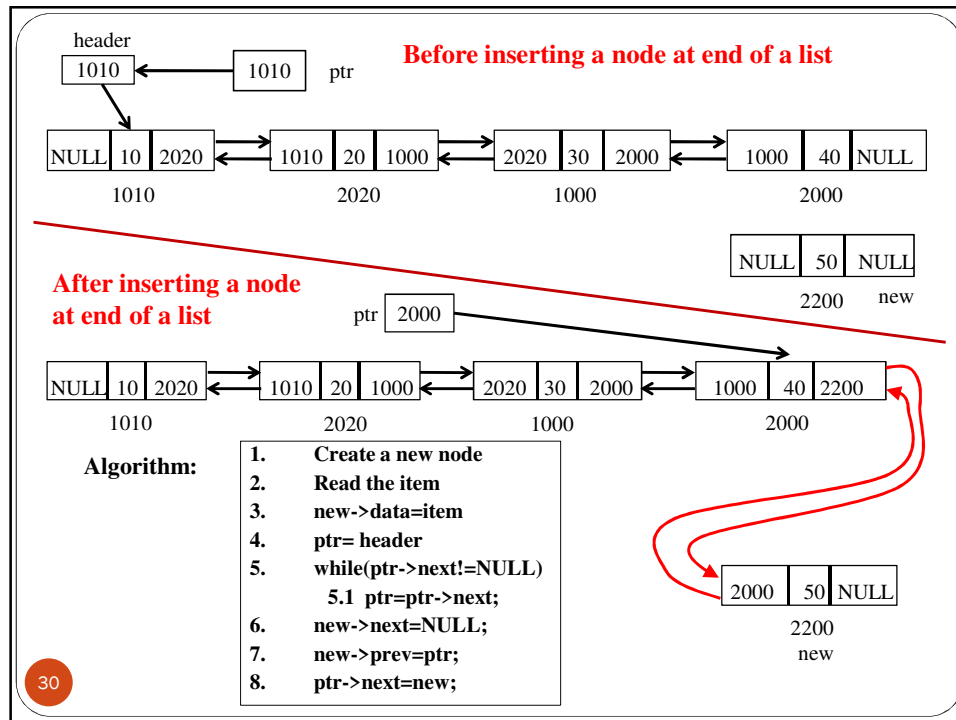 header
1010
1010 ptr
Before inserting a node at end of a list
NULL 10 2020
1010 20 1000
2020 30 2000
1000 40 NULL
1010
2020
1000
2000
NULL 50 NULL
2200 new
After inserting a node
at end of a list
ptr 2000
NULL 10 2020
1010 20 1000
2020 30 2000
1000 40 2200
1010
2020
1000
2000
Algorithm:
1. Create a new node
2. Read the item
3. new->data=item
4. ptr= header
5. while(ptr->next!=NULL)
5.1 ptr=ptr->next;
6. new->next=NULL;
7. new->prev=ptr;
8. ptr->next=new;
2000 50 NULL
2200
new
30